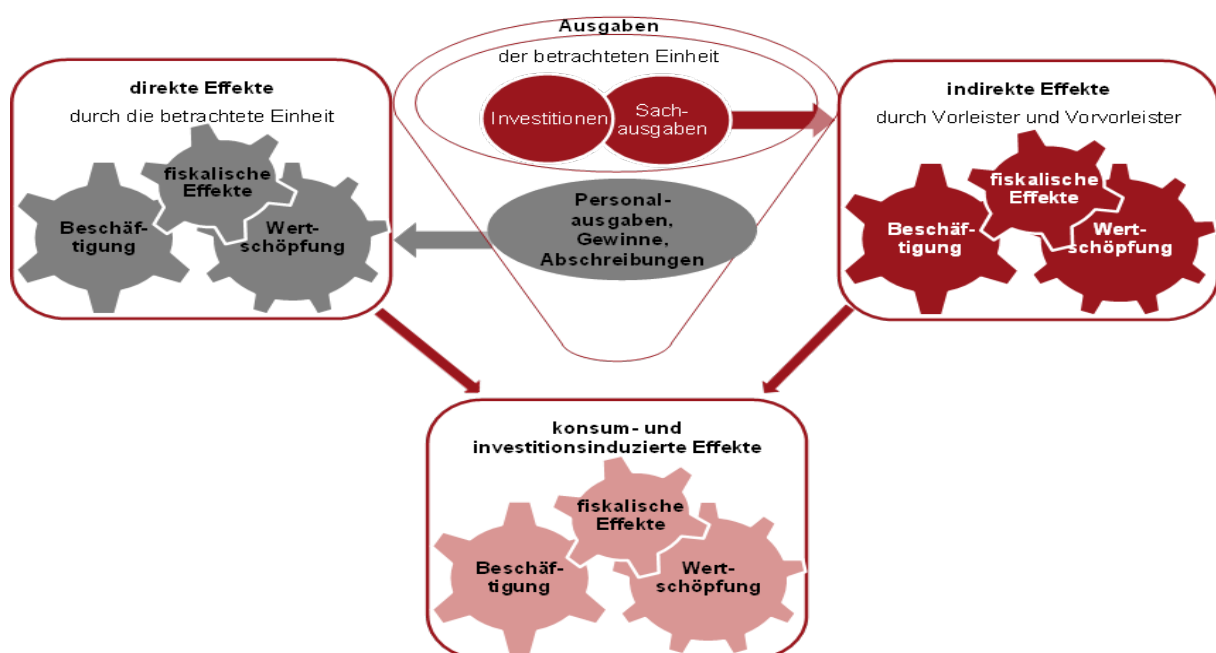 Ausgaben
der betrachteten Einheit
Investitionen
Sach-
ausgaben
Personal-
ausgaben,
Gewinne,
Abschreibungen
direkte Effekte
durch die betrachtete Einheit
fiskalische
Effekte
Beschäf-
tigung
Wert-
schöpfung
indirekte Effekte
durch Vorleister und Vorvorleister
fiskalische
Effekte
Beschäf-
tigung
Wert-
schöpfung
konsum- und
investitionsinduzierte Effekte
fiskalische
Effekte
Beschäf-
tigung
Wert-
schöpfung